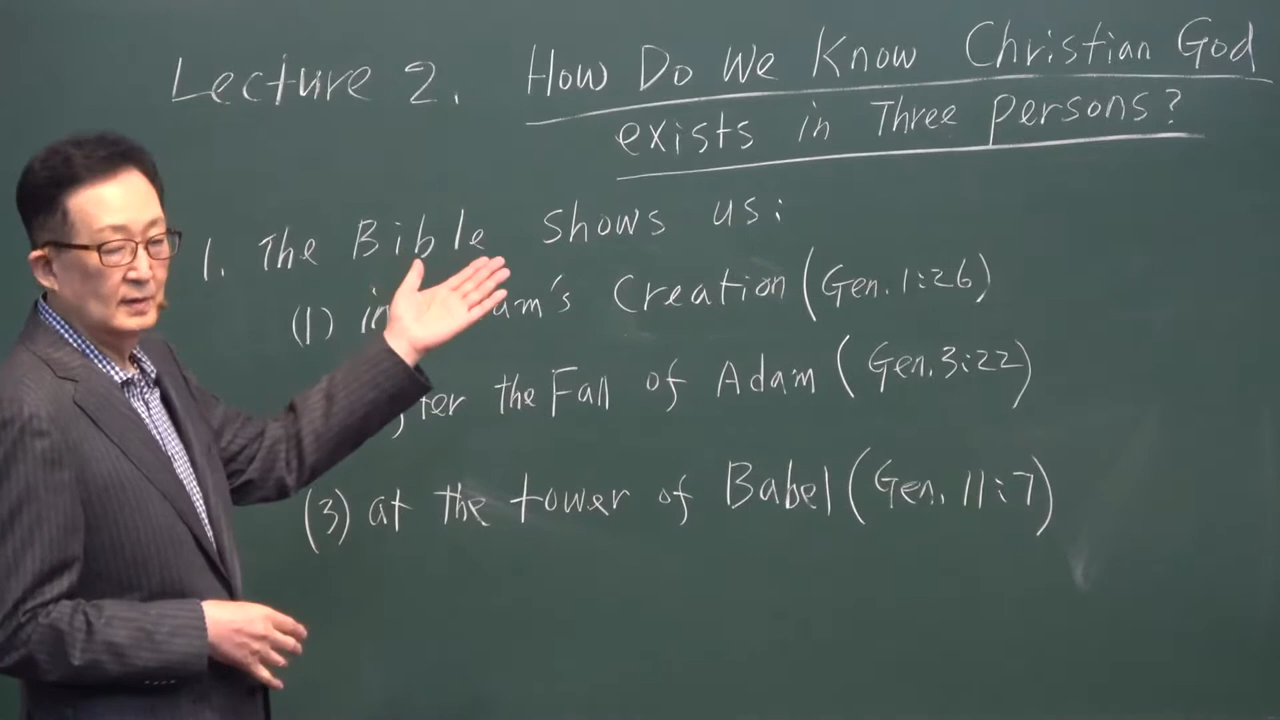 Lecture 2. How Do We Know Christian God
exists in Three persons?
1. The Bible shows us:
(1) in Creation (Gen. 1:26)
the Fall of Adam (Gen. 3:22)
(3) at the tower of Babel (Gen. 11:7)